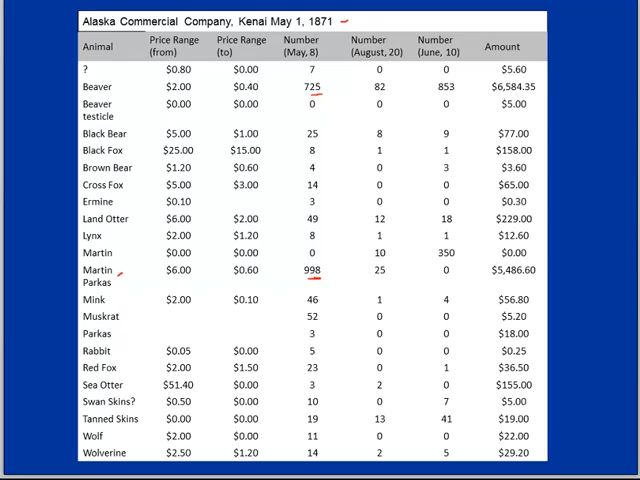 Alaska Commercial Company, Kenai May 1, 1871
Animal Price Range (from) Price Range (to) Number (May, 8) Number (August, 20) Number (June, 10) Amount
? $0.80 $0.00 7 0 0 $5.60
Beaver $2.00 $0.40 725 82 853 $6,584.35
Beaver testicle $0.00 $0.00 0 0 0 $5.00
Black Bear $5.00 $1.00 25 8 9 $77.00
Black Fox $25.00 $15.00 8 1 1 $158.00
Brown Bear $1.20 $0.60 4 0 3 $3.60
Cross Fox $5.00 $3.00 14 0 0 $65.00
Ermine $0.10 3 0 0 $0.30
Land Otter $6.00 $2.00 49 12 18 $229.00
Lynx $2.00 $1.20 8 1 1 $12.60
Martin $0.00 $0.00 0 10 350 $0.00
Martin Parkas $6.00 $0.60 998 25 0 $5,486.60
Mink $2.00 $0.10 46 1 4 $56.80
Muskrat 52 0 0 $5.20
Parkas 3 0 0 $18.00
Rabbit $0.05 $0.00 5 0 0 $0.25
Red Fox $2.00 $1.50 23 0 1 $36.50
Sea Otter $51.40 $0.00 3 2 0 $155.00
Swan Skins? $0.50 $0.00 10 0 7 $5.00
Tanned Skins $0.00 $0.00 19 13 41 $19.00
Wolf $2.00 $0.00 11 0 0 $22.00
Wolverine $2.50 $1.20 14 2 5 $29.20